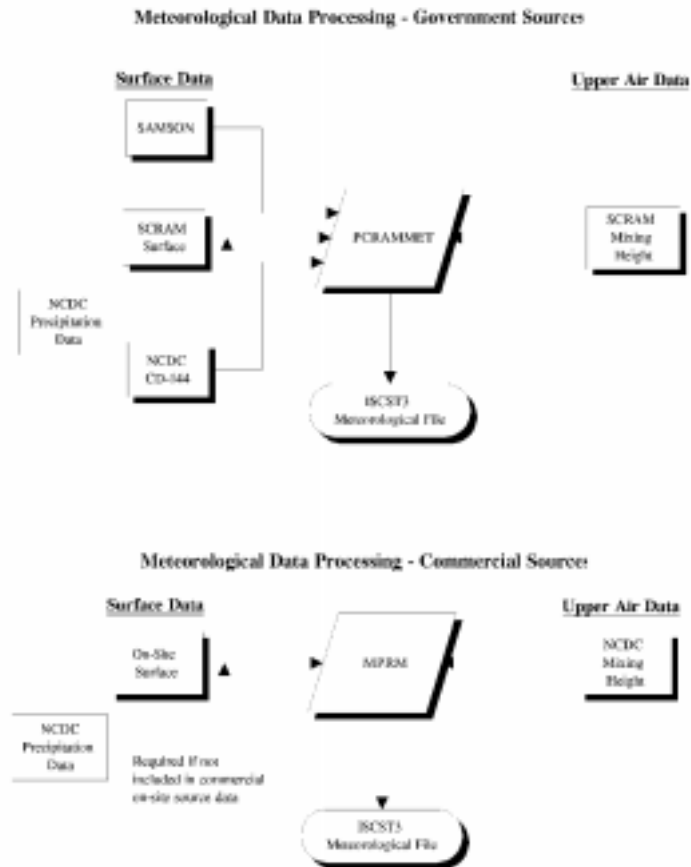 Meteorological Data Processing - Government Sources
Surface Data
Upper Air Data
SAMSON
SCRAM
Surface
PCRAMMET
SCRAM
Mixing
Height
NCDC
Precipitation
Data
NCDC
CD-144
ISCST3
Meteorological File
Meteorological Data Processing - Commercial Sources
Surface Data
Upper Air Data
On-Site
Surface
MPRM
NCDC
Mixing
Height
NCDC
Precipitation
Data
Required if not
included in commercial
on-site source data
ISCST3
Meteorological File